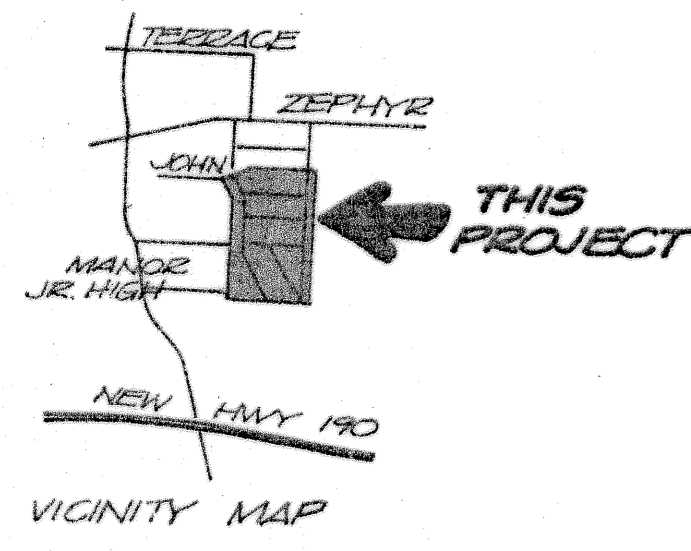 TERRACE
ZEPHYR
JOHN
THIS
PROJECT
MANOR
JR. HIGH
NEW HWY 190
VICINITY MAP